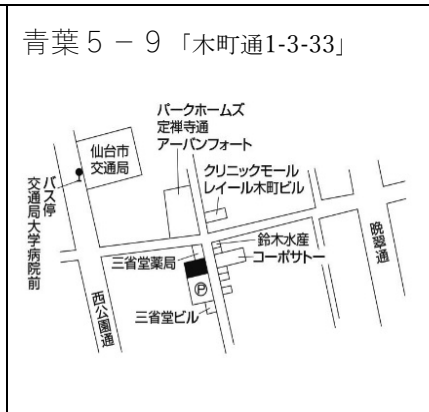 青葉５－９「木町通1-3-33」
パークホームズ
定禅寺通
アーバンフォート
仙台市
交通局
クリニックモール
レイール木町ビル
バス停
交通局大学病院前
鈴木水産
コーポサトー
晩翠通
三省堂薬局
P
三省堂ビル
西公園通